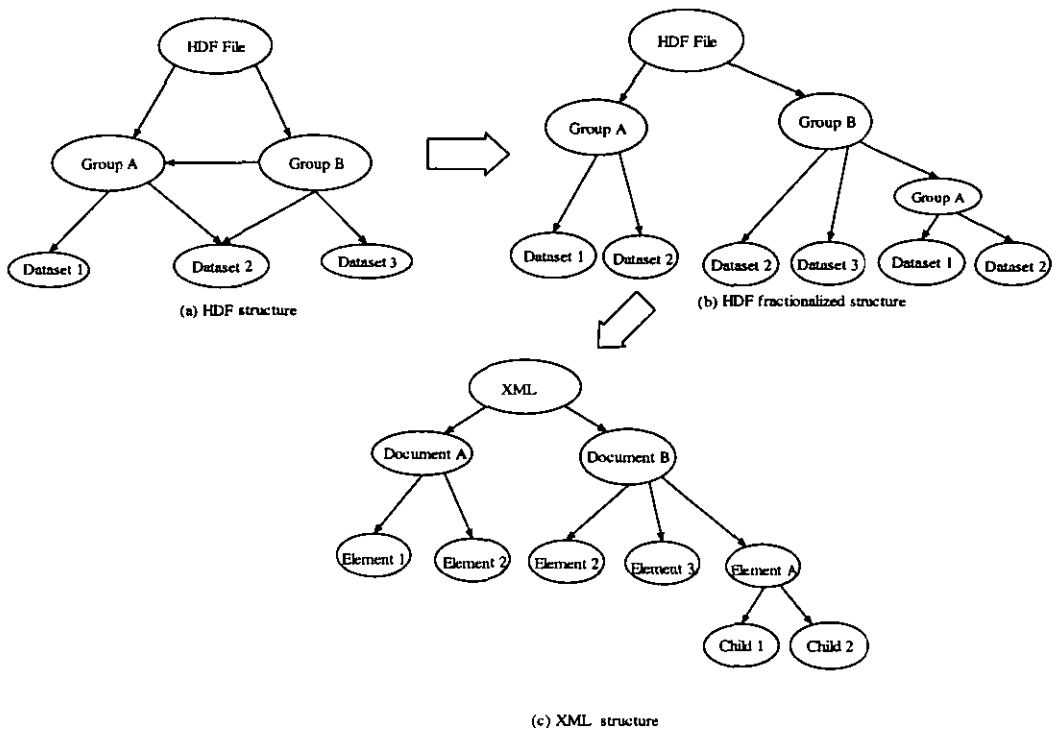 HDF File
Group A
Group B
Dataset 1
Dataset 2
Dataset 3
(a) HDF structure
HDF File
Group A
Group B
Group A
Dataset 1
Dataset 2
Dataset 2
Dataset 3
Dataset 1
Dataset 2
(b) HDF fractionalized structure
XML
Document A
Document B
Element 1
Element 2
Element 2
Element 3
Element A
Child 1
Child 2
(c) XML structure